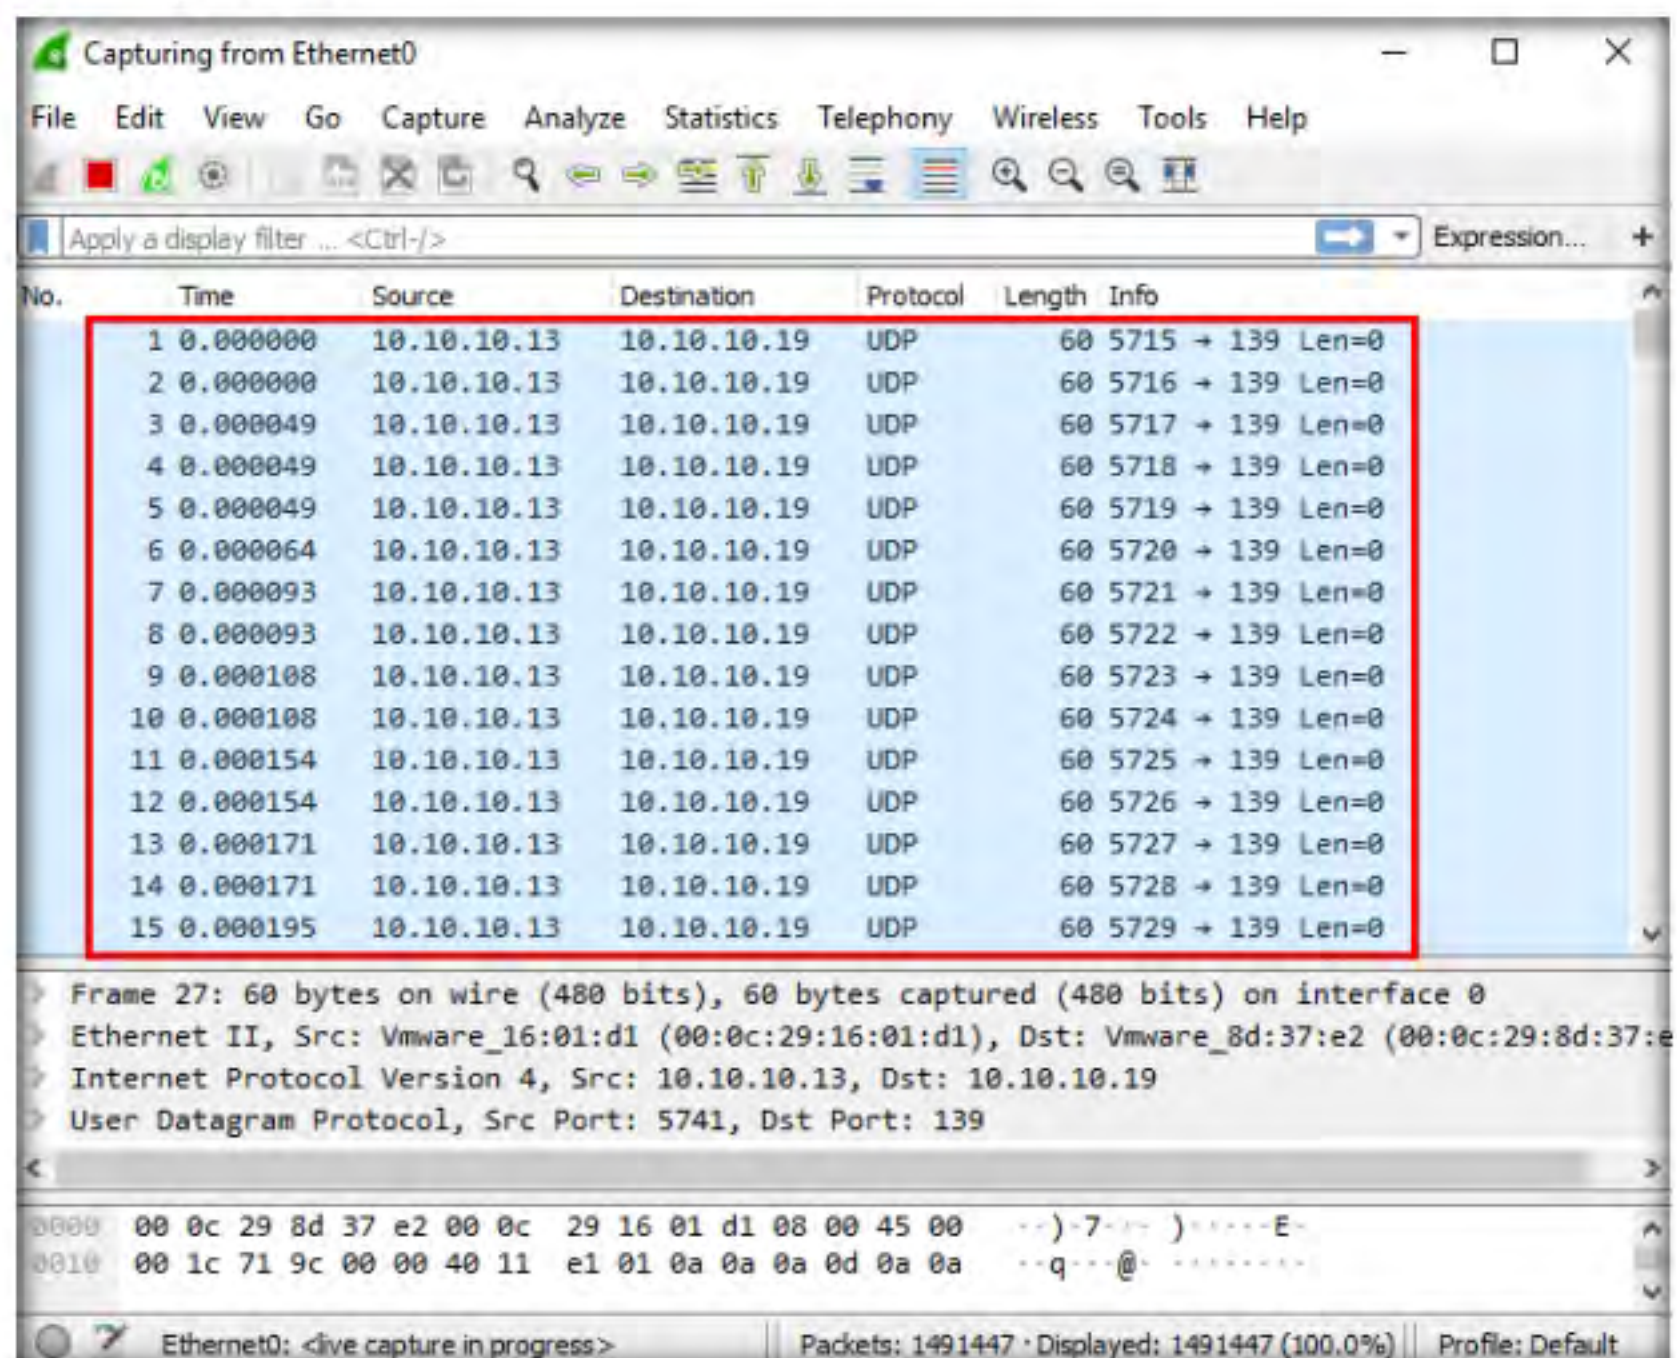 Capturing from Ethernet0
File Edit View Go Capture Analyze Statistics Telephony Wireless Tools Help
Apply a display filter ... <Ctrl-/> Expression... +
No. Time Source Destination Protocol Length Info
1 0.000000 10.10.10.13 10.10.10.19 UDP 60 5715 → 139 Len=0
2 0.000000 10.10.10.13 10.10.10.19 UDP 60 5716 → 139 Len=0
3 0.000049 10.10.10.13 10.10.10.19 UDP 60 5717 → 139 Len=0
4 0.000049 10.10.10.13 10.10.10.19 UDP 60 5718 → 139 Len=0
5 0.000049 10.10.10.13 10.10.10.19 UDP 60 5719 → 139 Len=0
6 0.000064 10.10.10.13 10.10.10.19 UDP 60 5720 → 139 Len=0
7 0.000093 10.10.10.13 10.10.10.19 UDP 60 5721 → 139 Len=0
8 0.000093 10.10.10.13 10.10.10.19 UDP 60 5722 → 139 Len=0
9 0.000108 10.10.10.13 10.10.10.19 UDP 60 5723 → 139 Len=0
10 0.000108 10.10.10.13 10.10.10.19 UDP 60 5724 → 139 Len=0
11 0.000154 10.10.10.13 10.10.10.19 UDP 60 5725 → 139 Len=0
12 0.000154 10.10.10.13 10.10.10.19 UDP 60 5726 → 139 Len=0
13 0.000171 10.10.10.13 10.10.10.19 UDP 60 5727 → 139 Len=0
14 0.000171 10.10.10.13 10.10.10.19 UDP 60 5728 → 139 Len=0
15 0.000195 10.10.10.13 10.10.10.19 UDP 60 5729 → 139 Len=0
Frame 27: 60 bytes on wire (480 bits), 60 bytes captured (480 bits) on interface 0
Ethernet II, Src: Vmware_16:01:d1 (00:0c:29:16:01:d1), Dst: Vmware_8d:37:e2 (00:0c:29:8d:37:e
Internet Protocol Version 4, Src: 10.10.10.13, Dst: 10.10.10.19
User Datagram Protocol, Src Port: 5741, Dst Port: 139
0000 00 0c 29 8d 37 e2 00 0c 29 16 01 d1 08 00 45 00 ··)·7··· )·····E·
0010 00 1c 71 9c 00 00 40 11 e1 01 0a 0a 0a 0d 0a 0a ··q···@· ········
Ethernet0: <live capture in progress> Packets: 1491447 · Displayed: 1491447 (100.0%) Profile: Default